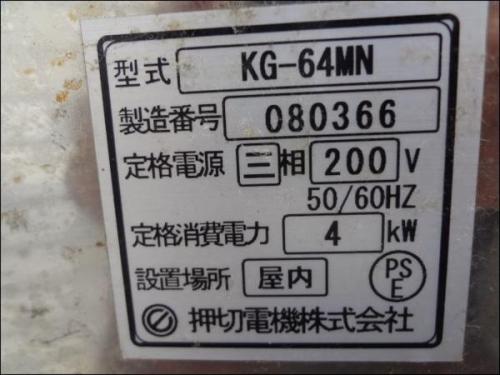 型式 KG-64MN
製造番号 080366
定格電源 三相 200 V
50/60HZ
定格消費電力 4 kW
設置場所 屋内 PSE
押切電機株式会社